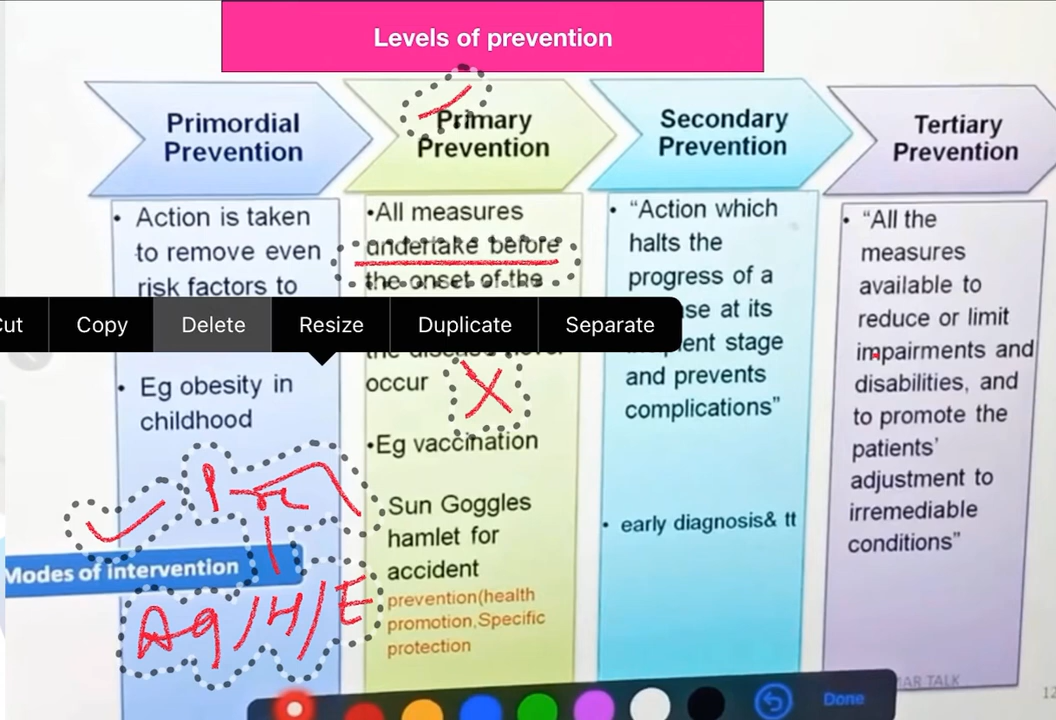 Levels of prevention
Primordial
Prevention
• Action is taken
to remove even
risk factors to
• Eg obesity in
childhood
Modes of intervention
Ag/H/E
Primary
Prevention
•All measures
undertake before
the onset of the
occur
X
•Eg vaccination
Sun Goggles
hamlet for
accident
prevention(health
promotion,Specific
protection
Secondary
Prevention
• “Action which
halts the
progress of a
se at its
ent stage
and prevents
complications”
• early diagnosis& tt
Tertiary
Prevention
• “All the
measures
available to
reduce or limit
impairments and
disabilities, and
to promote the
patients’
adjustment to
irremediable
conditions”
Cut Copy Delete Resize Duplicate Separate
AR TALK
12
Done